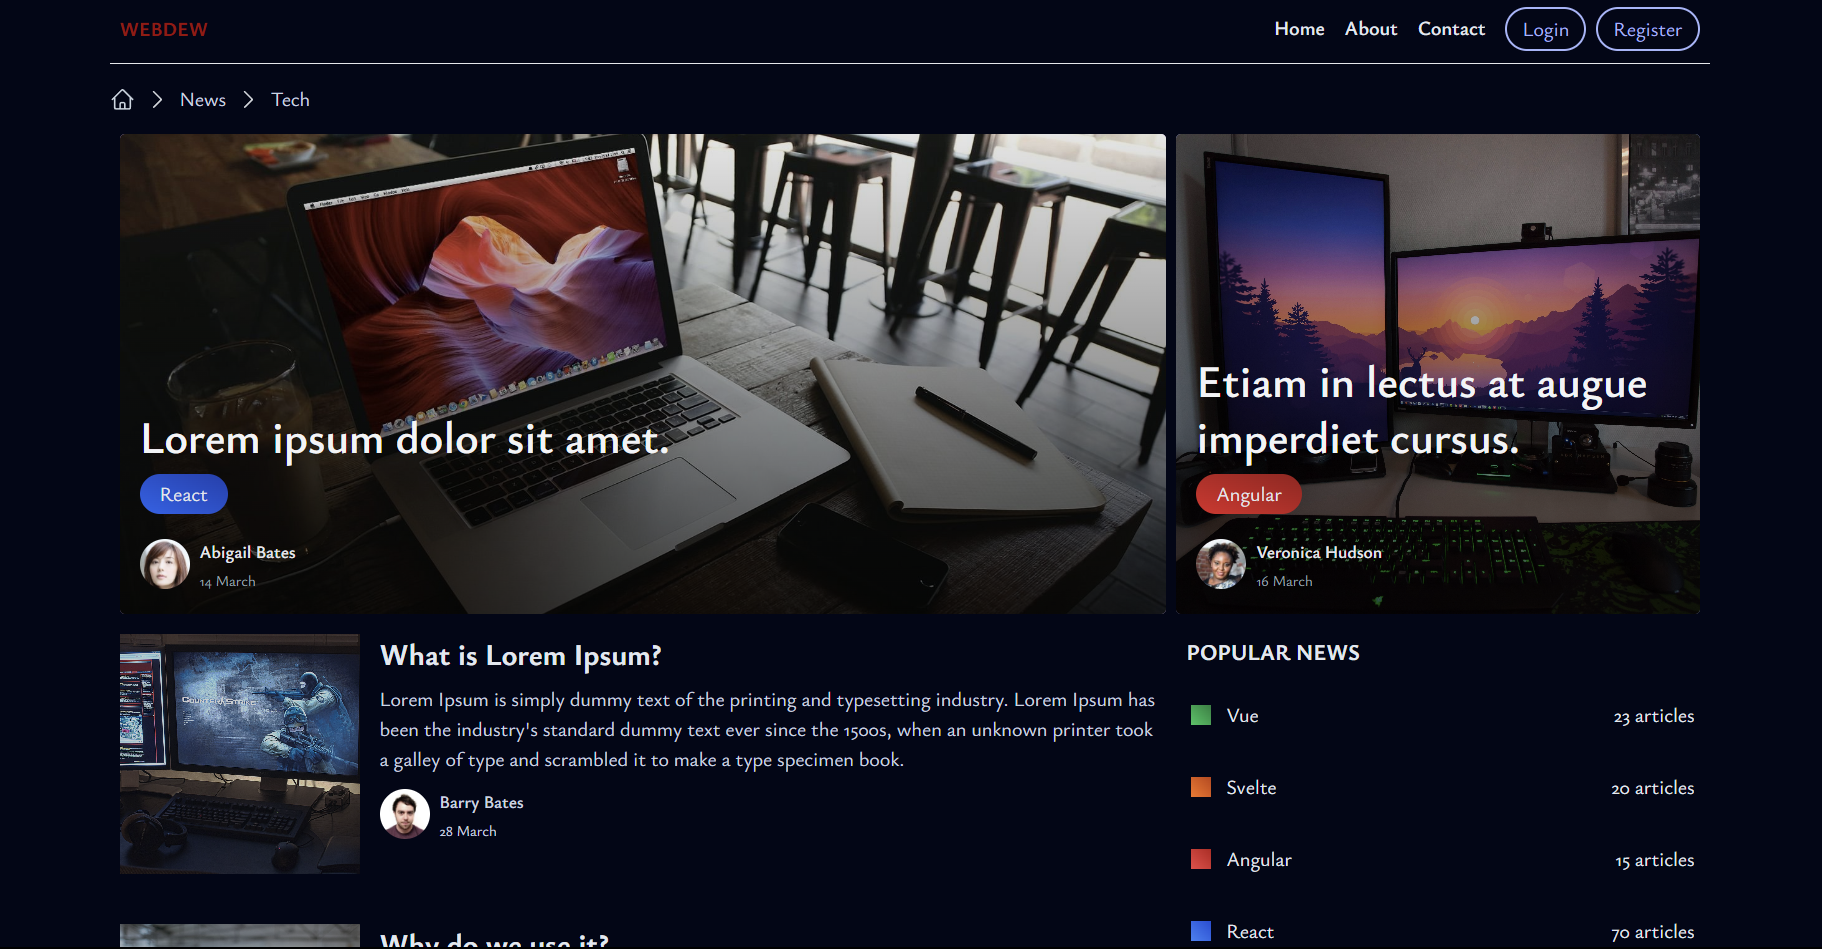 WEBDEW
Home About Contact Login Register
News Tech
Lorem ipsum dolor sit amet.
React
Abigail Bates
14 March
Etiam in lectus at augue
imperdiet cursus.
Angular
Veronica Hudson
16 March
COUNTER STRIKE
What is Lorem Ipsum?
Lorem Ipsum is simply dummy text of the printing and typesetting industry. Lorem Ipsum has
been the industry's standard dummy text ever since the 1500s, when an unknown printer took
a galley of type and scrambled it to make a type specimen book.
Barry Bates
28 March
Why do we use it?
POPULAR NEWS
Vue 23 articles
Svelte 20 articles
Angular 15 articles
React 70 articles